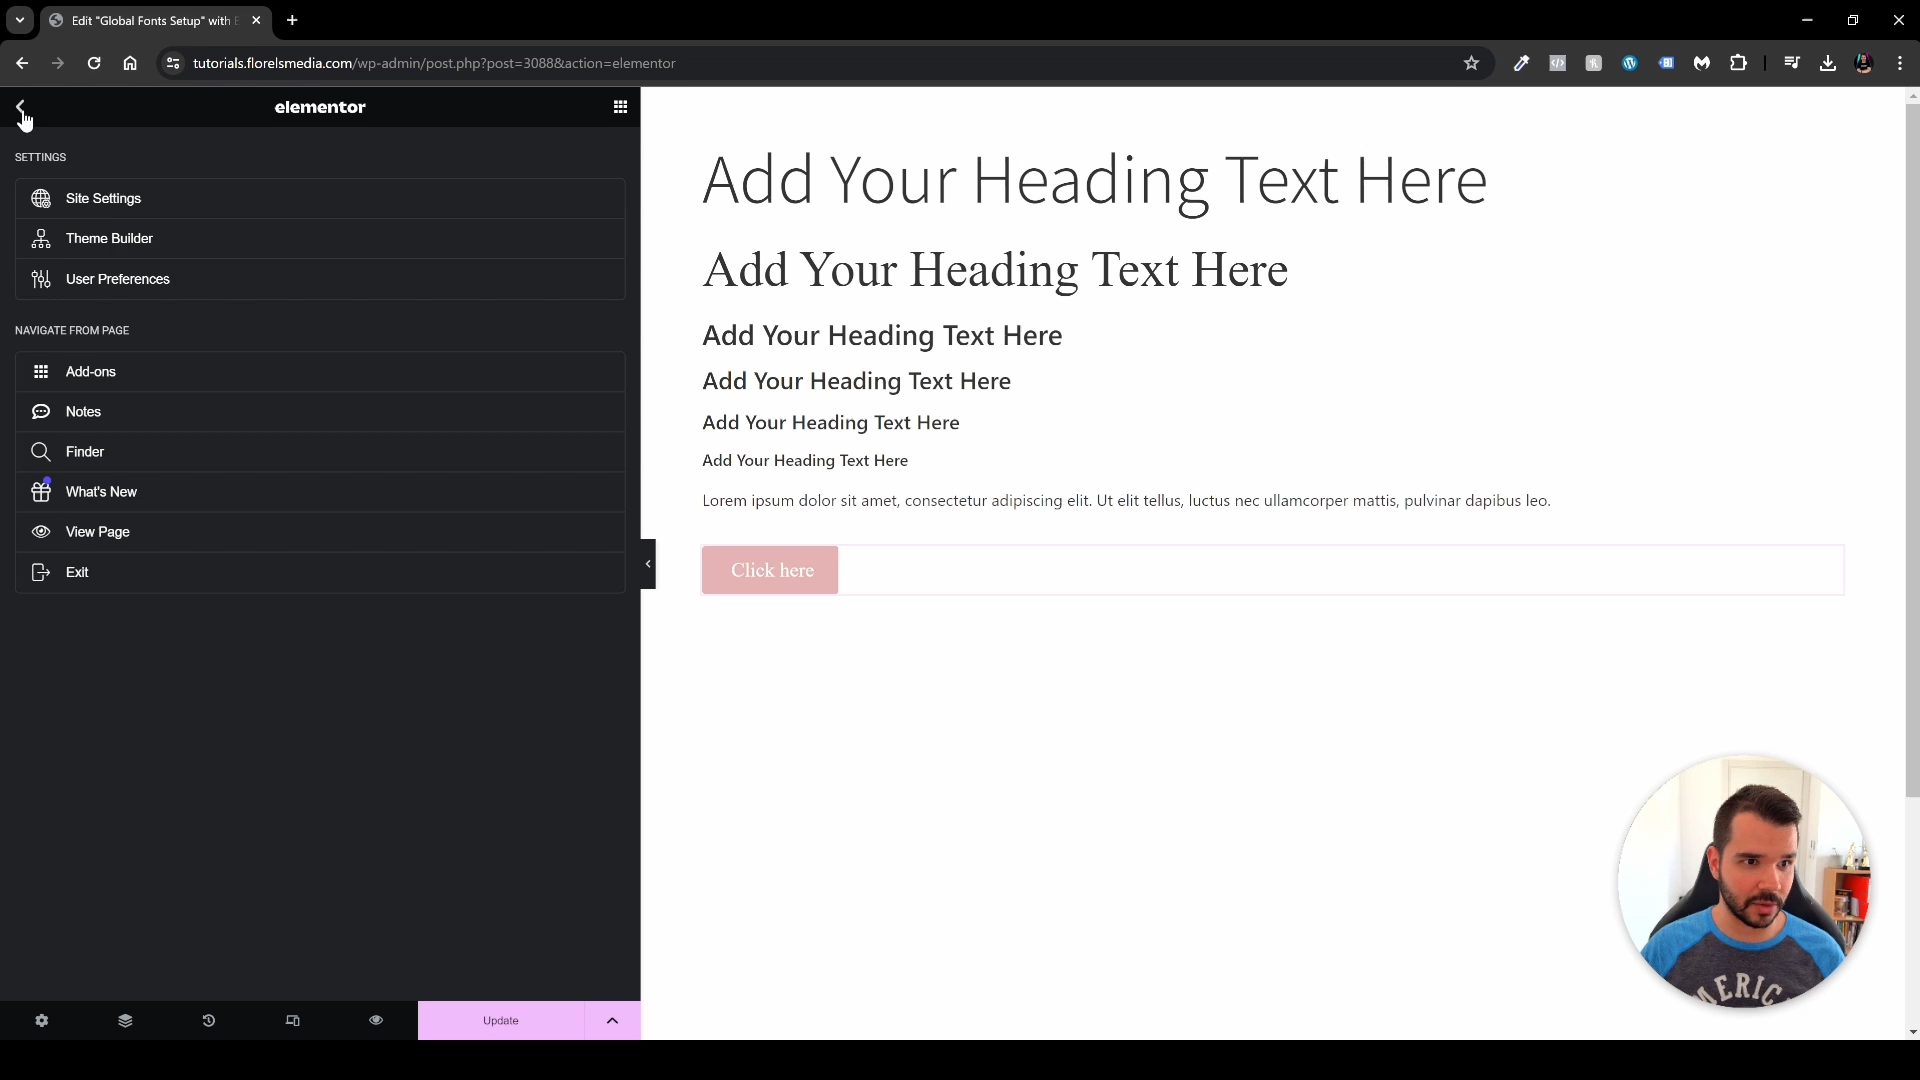 Edit "Global Fonts Setup" with E
tutorials.florelsmedia.com/wp-admin/post.php?post=3088&action=elementor
elementor
SETTINGS
Site Settings
Theme Builder
User Preferences
NAVIGATE FROM PAGE
Add-ons
Notes
Finder
What's New
View Page
Exit
Update
Add Your Heading Text Here
Add Your Heading Text Here
Add Your Heading Text Here
Add Your Heading Text Here
Add Your Heading Text Here
Add Your Heading Text Here
Lorem ipsum dolor sit amet, consectetur adipiscing elit. Ut elit tellus, luctus nec ullamcorper mattis, pulvinar dapibus leo.
Click here